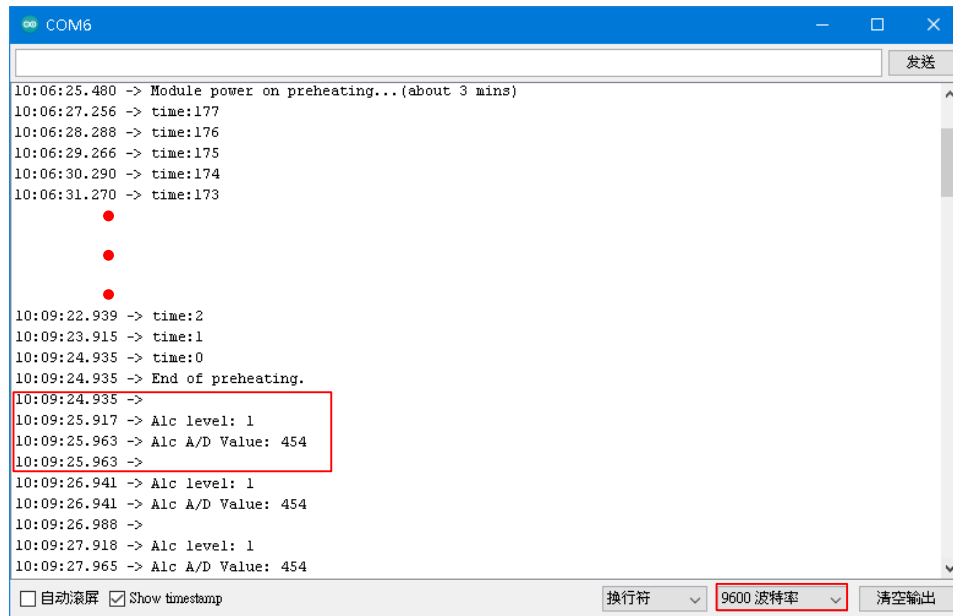 COM6
发送
10:06:25.480 -> Module power on preheating...(about 3 mins)
10:06:27.256 -> time:177
10:06:28.288 -> time:176
10:06:29.266 -> time:175
10:06:30.290 -> time:174
10:06:31.270 -> time:173
10:09:22.939 -> time:2
10:09:23.915 -> time:1
10:09:24.935 -> time:0
10:09:24.935 -> End of preheating.
10:09:24.935 ->
10:09:25.917 -> Alc level: 1
10:09:25.963 -> Alc A/D Value: 454
10:09:25.963 ->
10:09:26.941 -> Alc level: 1
10:09:26.941 -> Alc A/D Value: 454
10:09:26.988 ->
10:09:27.918 -> Alc level: 1
10:09:27.965 -> Alc A/D Value: 454
自动滚屏 Show timestamp 换行符 9600 波特率 清空输出